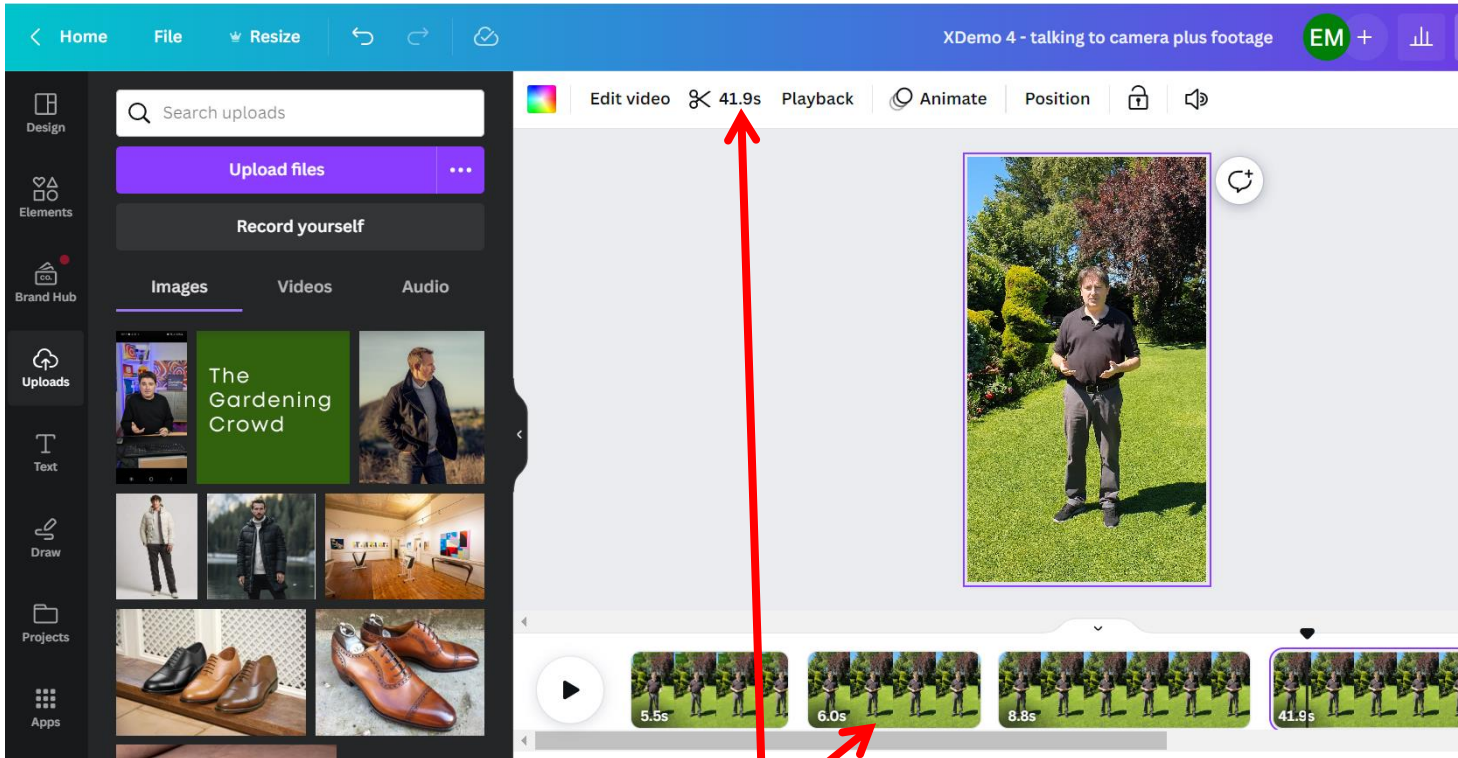 Home File Resize XDemo 4 - talking to camera plus footage EM +
Edit video 41.9s Playback Animate Position
Design
Elements
CO.
Brand Hub
Uploads
Text
Draw
Projects
Apps
Search uploads
Upload files
Record yourself
Images Videos Audio
The
Gardening
Crowd
5.5s 6.0s 8.8s 41.9s